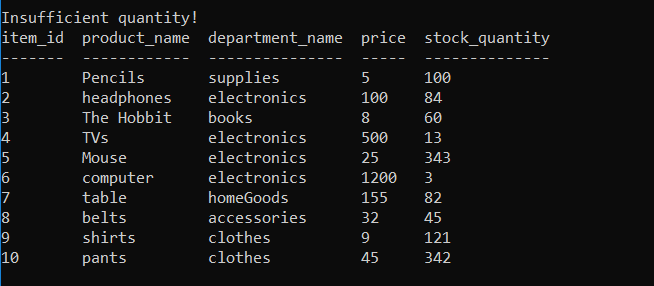 Insufficient quantity!
item_id  product_name  department_name  price  stock_quantity
-------  ------------  ---------------  -----  --------------
1        Pencils       supplies         5      100
2        headphones    electronics      100    84
3        The Hobbit    books            8      60
4        TVs           electronics      500    13
5        Mouse         electronics      25     343
6        computer      electronics      1200   3
7        table         homeGoods        155    82
8        belts         accessories      32     45
9        shirts        clothes          9      121
10       pants         clothes          45     342